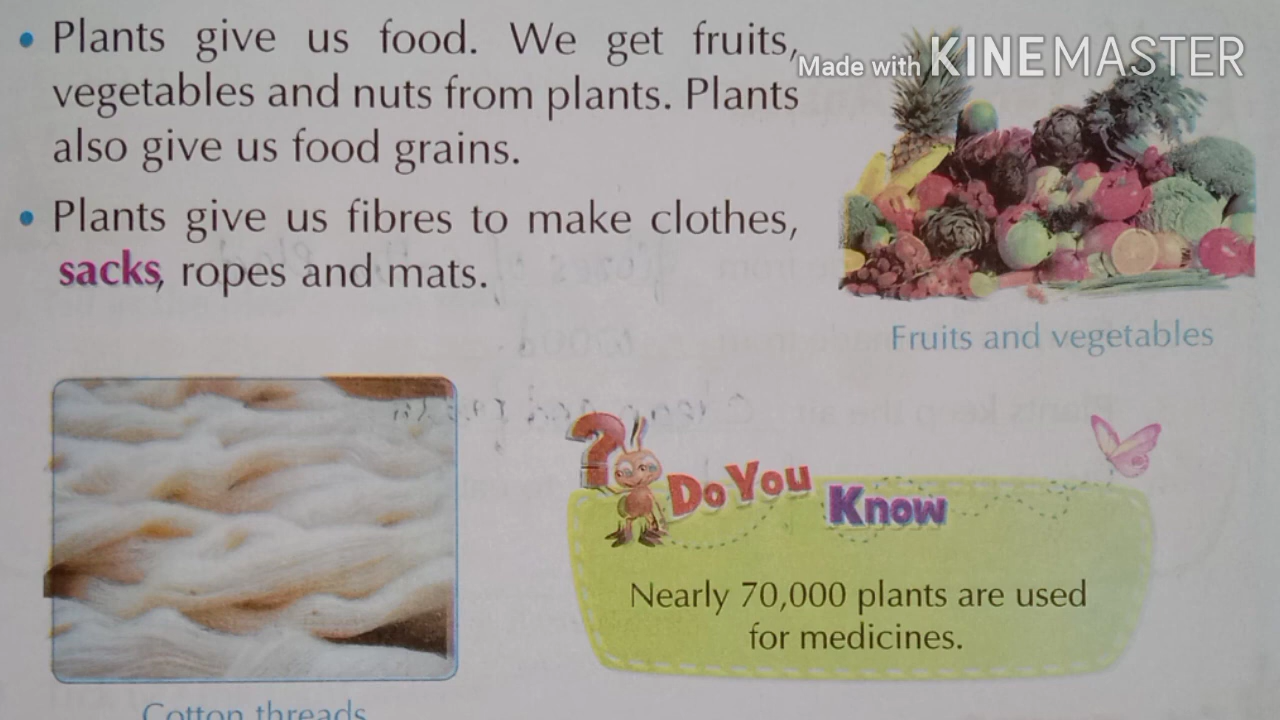 • Plants give us food. We get fruits,
vegetables and nuts from plants. Plants
also give us food grains.
• Plants give us fibres to make clothes,
sacks, ropes and mats.
Made with KINEMASTER
Fruits and vegetables
? Do You Know
Nearly 70,000 plants are used
for medicines.
Cotton threads